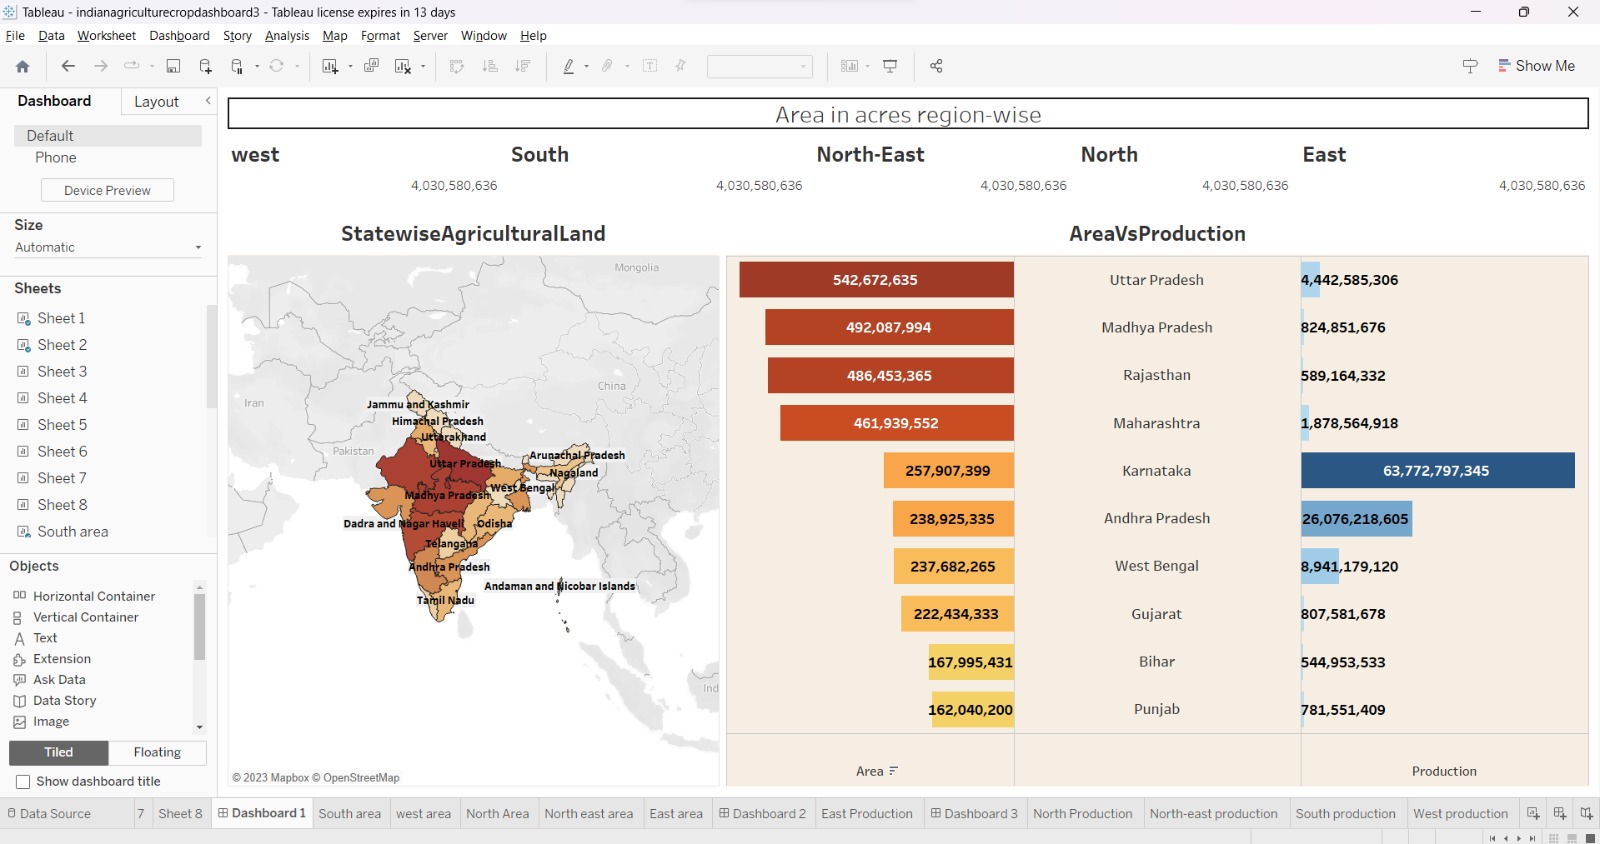 Tableau - indianagriculturecropdashboard3 - Tableau license expires in 13 days
File Data Worksheet Dashboard Story Analysis Map Format Server Window Help
Show Me
Dashboard Layout
Default
Phone
Device Preview
Size
Automatic
Sheets
Sheet 1
Sheet 2
Sheet 3
Sheet 4
Sheet 5
Sheet 6
Sheet 7
Sheet 8
South area
Objects
Horizontal Container
Vertical Container
Text
Extension
Ask Data
Data Story
Image
Tiled Floating
Show dashboard title
Area in acres region-wise
west South North-East North East
4,030,580,636 4,030,580,636 4,030,580,636 4,030,580,636 4,030,580,636
StatewiseAgriculturalLand
Mongolia
China
Iran
Pakistan
Jammu and Kashmir
Himachal Pradesh
Uttarakhand
Arunachal Pradesh
Uttar Pradesh
Nagaland
West Bengal
Madhya Pradesh
Dadra and Nagar Haveli
Odisha
Telangana
Andhra Pradesh
Andaman and Nicobar Islands
Tamil Nadu
Ind
© 2023 Mapbox © OpenStreetMap
AreaVsProduction
542,672,635 Uttar Pradesh 4,442,585,306
492,087,994 Madhya Pradesh 824,851,676
486,453,365 Rajasthan 589,164,332
461,939,552 Maharashtra 1,878,564,918
257,907,399 Karnataka 63,772,797,345
238,925,335 Andhra Pradesh 26,076,218,605
237,682,265 West Bengal 8,941,179,120
222,434,333 Gujarat 807,581,678
167,995,431 Bihar 544,953,533
162,040,200 Punjab 781,551,409
Area Production
Data Source 7 Sheet 8 Dashboard 1 South area west area North Area North east area East area Dashboard 2 East Production Dashboard 3 North Production North-east production South production West production